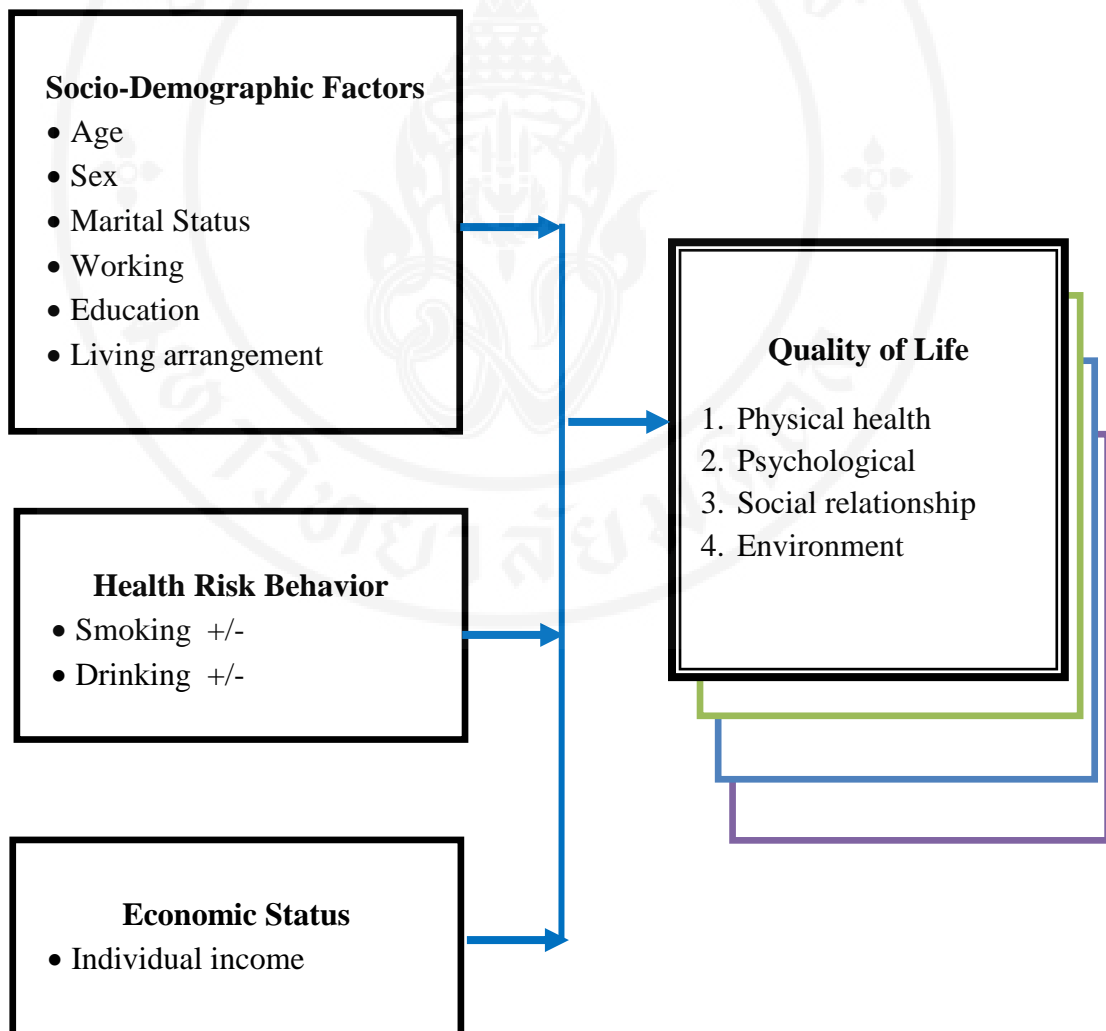 Socio-Demographic Factors
• Age
• Sex
• Marital Status
• Working
• Education
• Living arrangement
Health Risk Behavior
• Smoking +/-
• Drinking +/-
Economic Status
• Individual income
Quality of Life
1. Physical health
2. Psychological
3. Social relationship
4. Environment